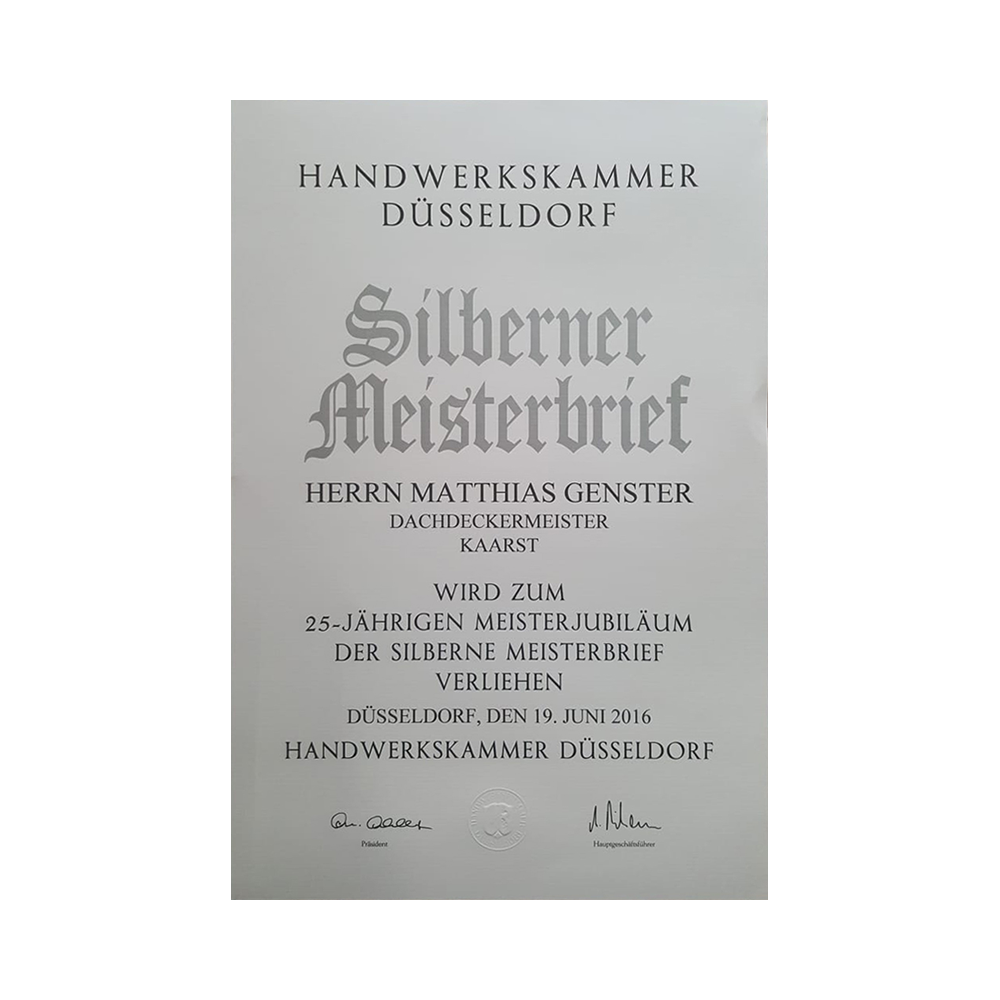 HANDWERKSKAMMER
DÜSSELDORF
Silberner
Meisterbrief
HERRN MATTHIAS GENSTER
DACHDECKERMEISTER
KAARST
WIRD ZUM
25-JÄHRIGEN MEISTERJUBILÄUM
DER SILBERNE MEISTERBRIEF
VERLIEHEN
DÜSSELDORF, DEN 19. JUNI 2016
HANDWERKSKAMMER DÜSSELDORF
Präsident
Hauptgeschäftsführer